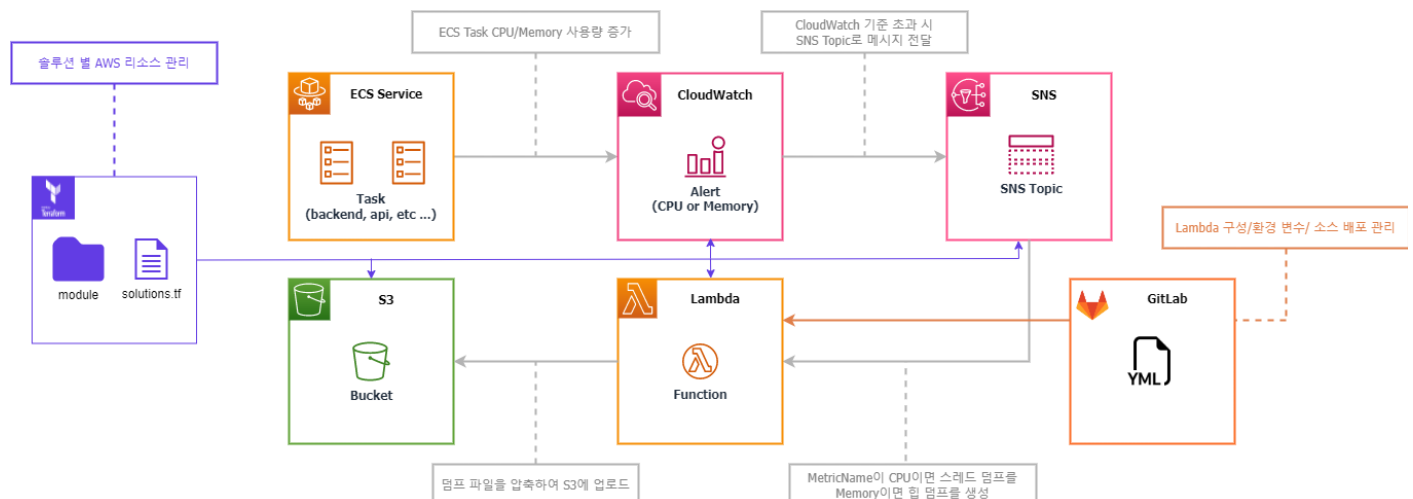 ECS Task CPU/Memory 사용량 증가
CloudWatch 기준 초과 시
SNS Topic로 메시지 전달
솔루션 별 AWS 리소스 관리
ECS Service
Task
(backend, api, etc ...)
CloudWatch
Alert
(CPU or Memory)
SNS
SNS Topic
Terraform
module
solutions.tf
Lambda 구성/환경 변수/ 소스 배포 관리
S3
Bucket
Lambda
Function
GitLab
YML
덤프 파일을 압축하여 S3에 업로드
MetricName이 CPU이면 스레드 덤프를
Memory이면 힙 덤프를 생성